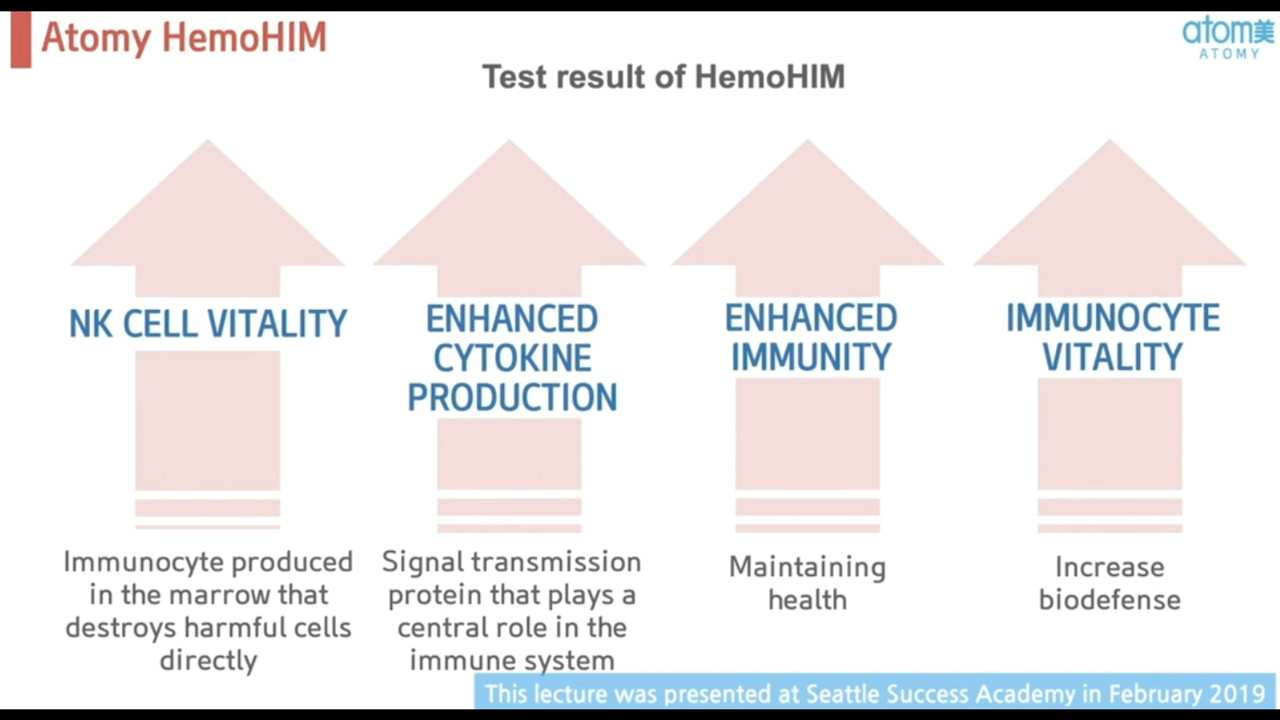 Atomy HemoHIM
atom美
ATOMY
Test result of HemoHIM
NK CELL VITALITY
ENHANCED
CYTOKINE
PRODUCTION
ENHANCED
IMMUNITY
IMMUNOCYTE
VITALITY
Immunocyte produced
in the marrow that
destroys harmful cells
directly
Signal transmission
protein that plays a
central role in the
immune system
Maintaining
health
Increase
biodefense
This lecture was presented at Seattle Success Academy in February 2019